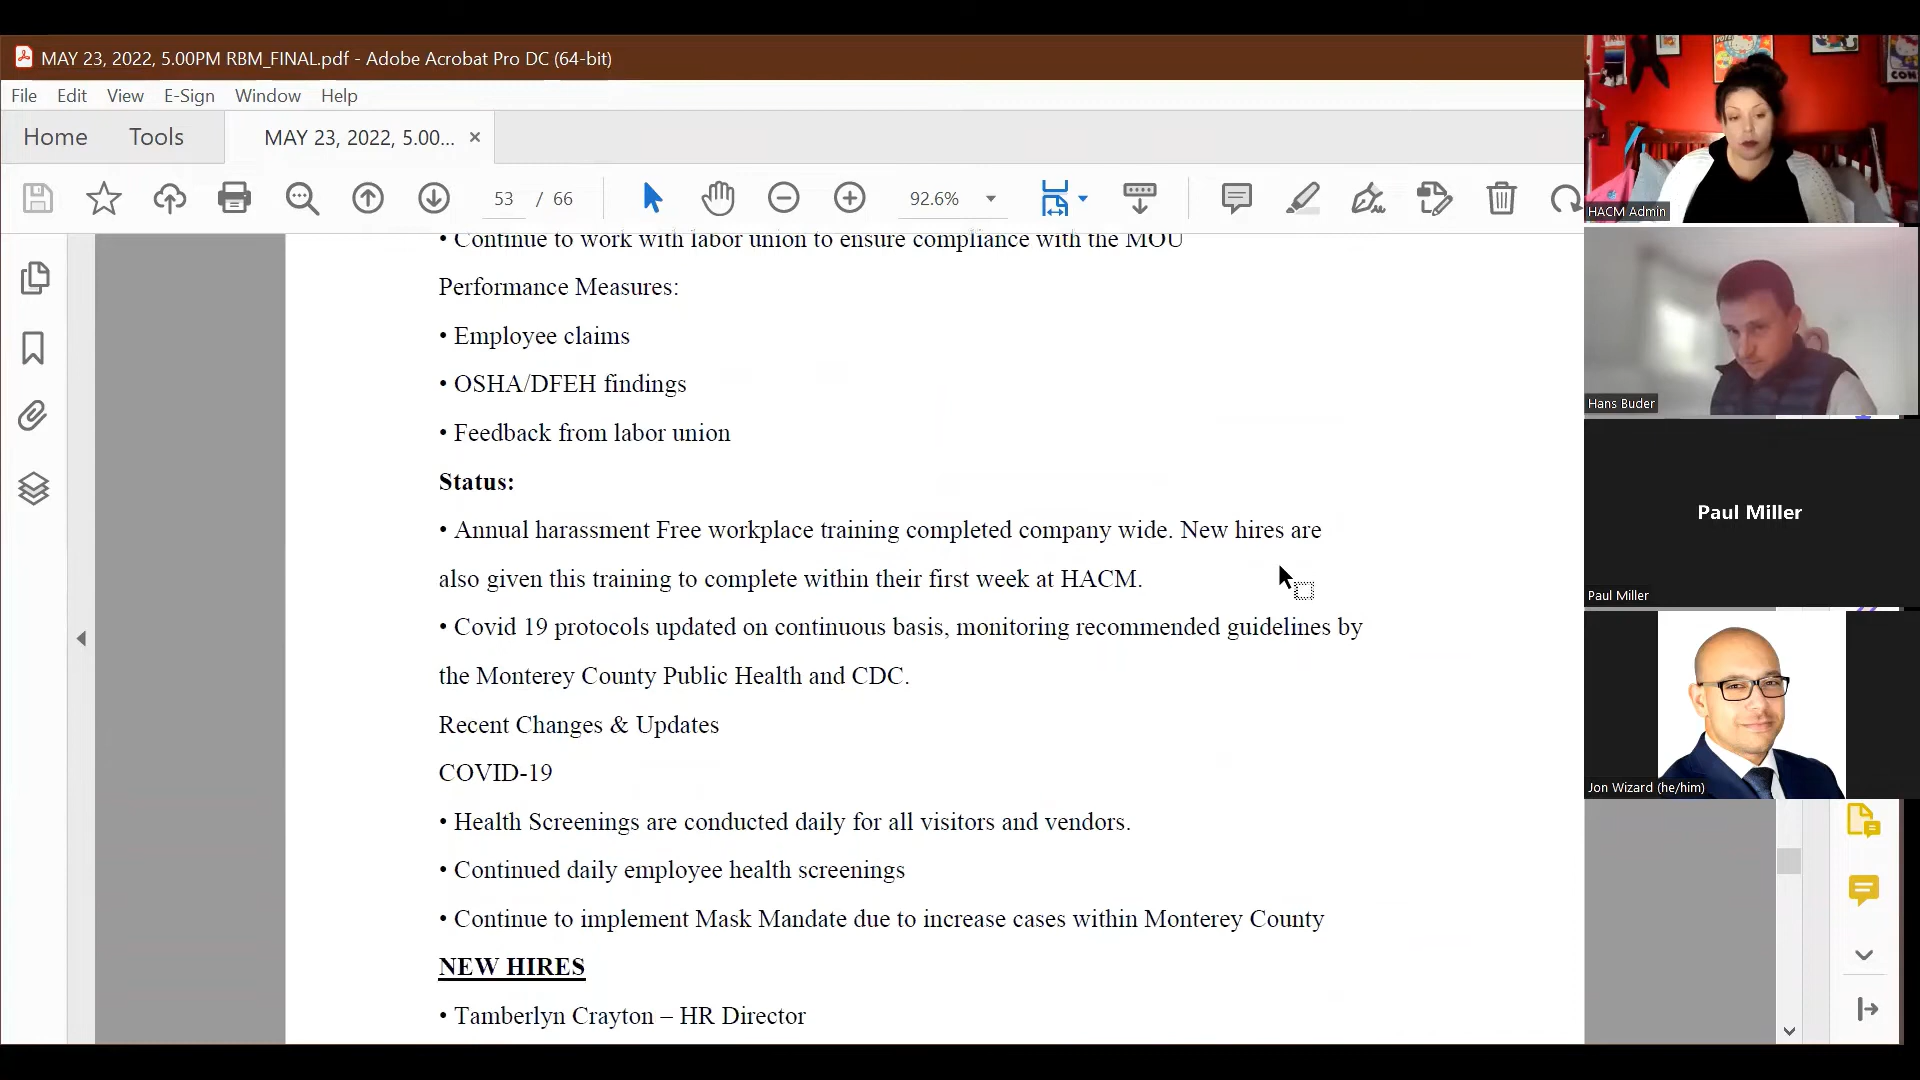 MAY 23, 2022, 5.00PM RBM_FINAL.pdf - Adobe Acrobat Pro DC (64-bit)
File Edit View E-Sign Window Help
Home Tools MAY 23, 2022, 5.00... ×
53 / 66 92.6%
• Continue to work with labor union to ensure compliance with the MOU
Performance Measures:
• Employee claims
• OSHA/DFEH findings
• Feedback from labor union
Status:
• Annual harassment Free workplace training completed company wide. New hires are
also given this training to complete within their first week at HACM.
• Covid 19 protocols updated on continuous basis, monitoring recommended guidelines by
the Monterey County Public Health and CDC.
Recent Changes & Updates
COVID-19
• Health Screenings are conducted daily for all visitors and vendors.
• Continued daily employee health screenings
• Continue to implement Mask Mandate due to increase cases within Monterey County
NEW HIRES
• Tamberlyn Crayton – HR Director
HACM Admin
Hans Buder
Paul Miller
Paul Miller
Jon Wizard (he/him)